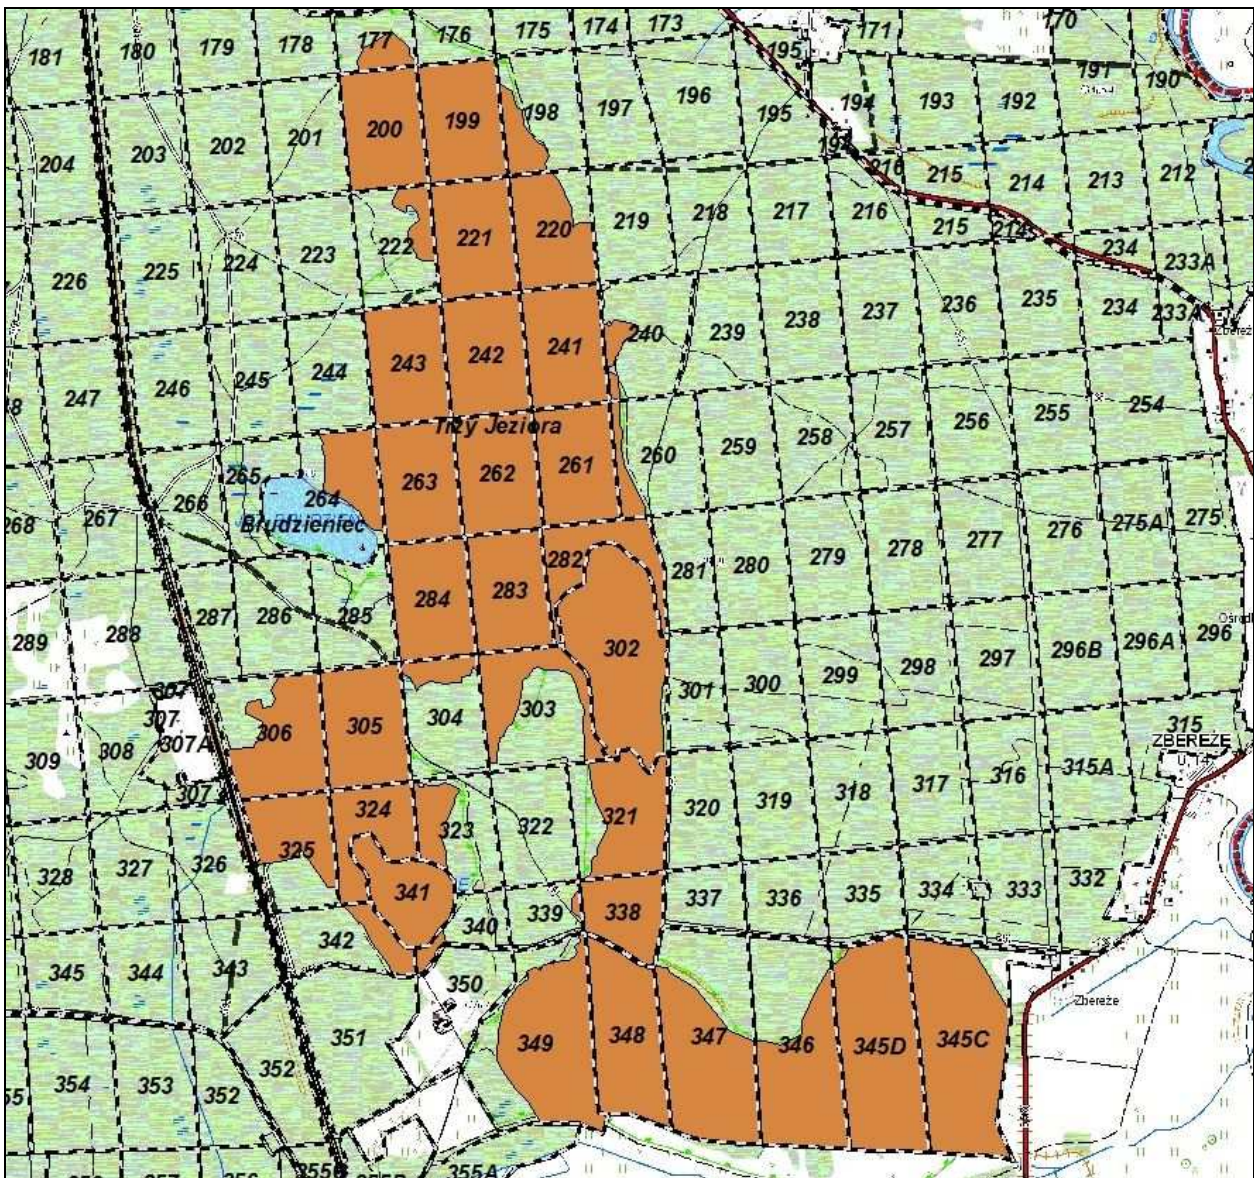 181 180 179 178 177 176 175 174 173 195 171 170
200 199 198 197 196 195 194 193 192 191 190
204 203 202 201
194 216 215 214 213 212
226 225 224 223 222 221 220 219 218 217 216 215 214 234 233A
247 246 245 244 243 242 241 240 239 238 237 236 235 234 233A
Trzy Jeziora
268 267 266 265 264 263 262 261 260 259 258 257 256 255 254
Błudzieniec
289 288 287 286 285 284 283 282 281 280 279 278 277 276 275A 275
302
307 306 305 304 303 301 300 299 298 297 296B 296A 296
309 308 307 307A 315
ZBEREŻE
307 324 323 322 321 320 319 318 317 316 315A
328 327 326 325 341 340 339 338 337 336 335 334 333 332
345 344 343 342 350
Zbereże
351 349 348 347 346 345D 345C
354 353 352 352
355A